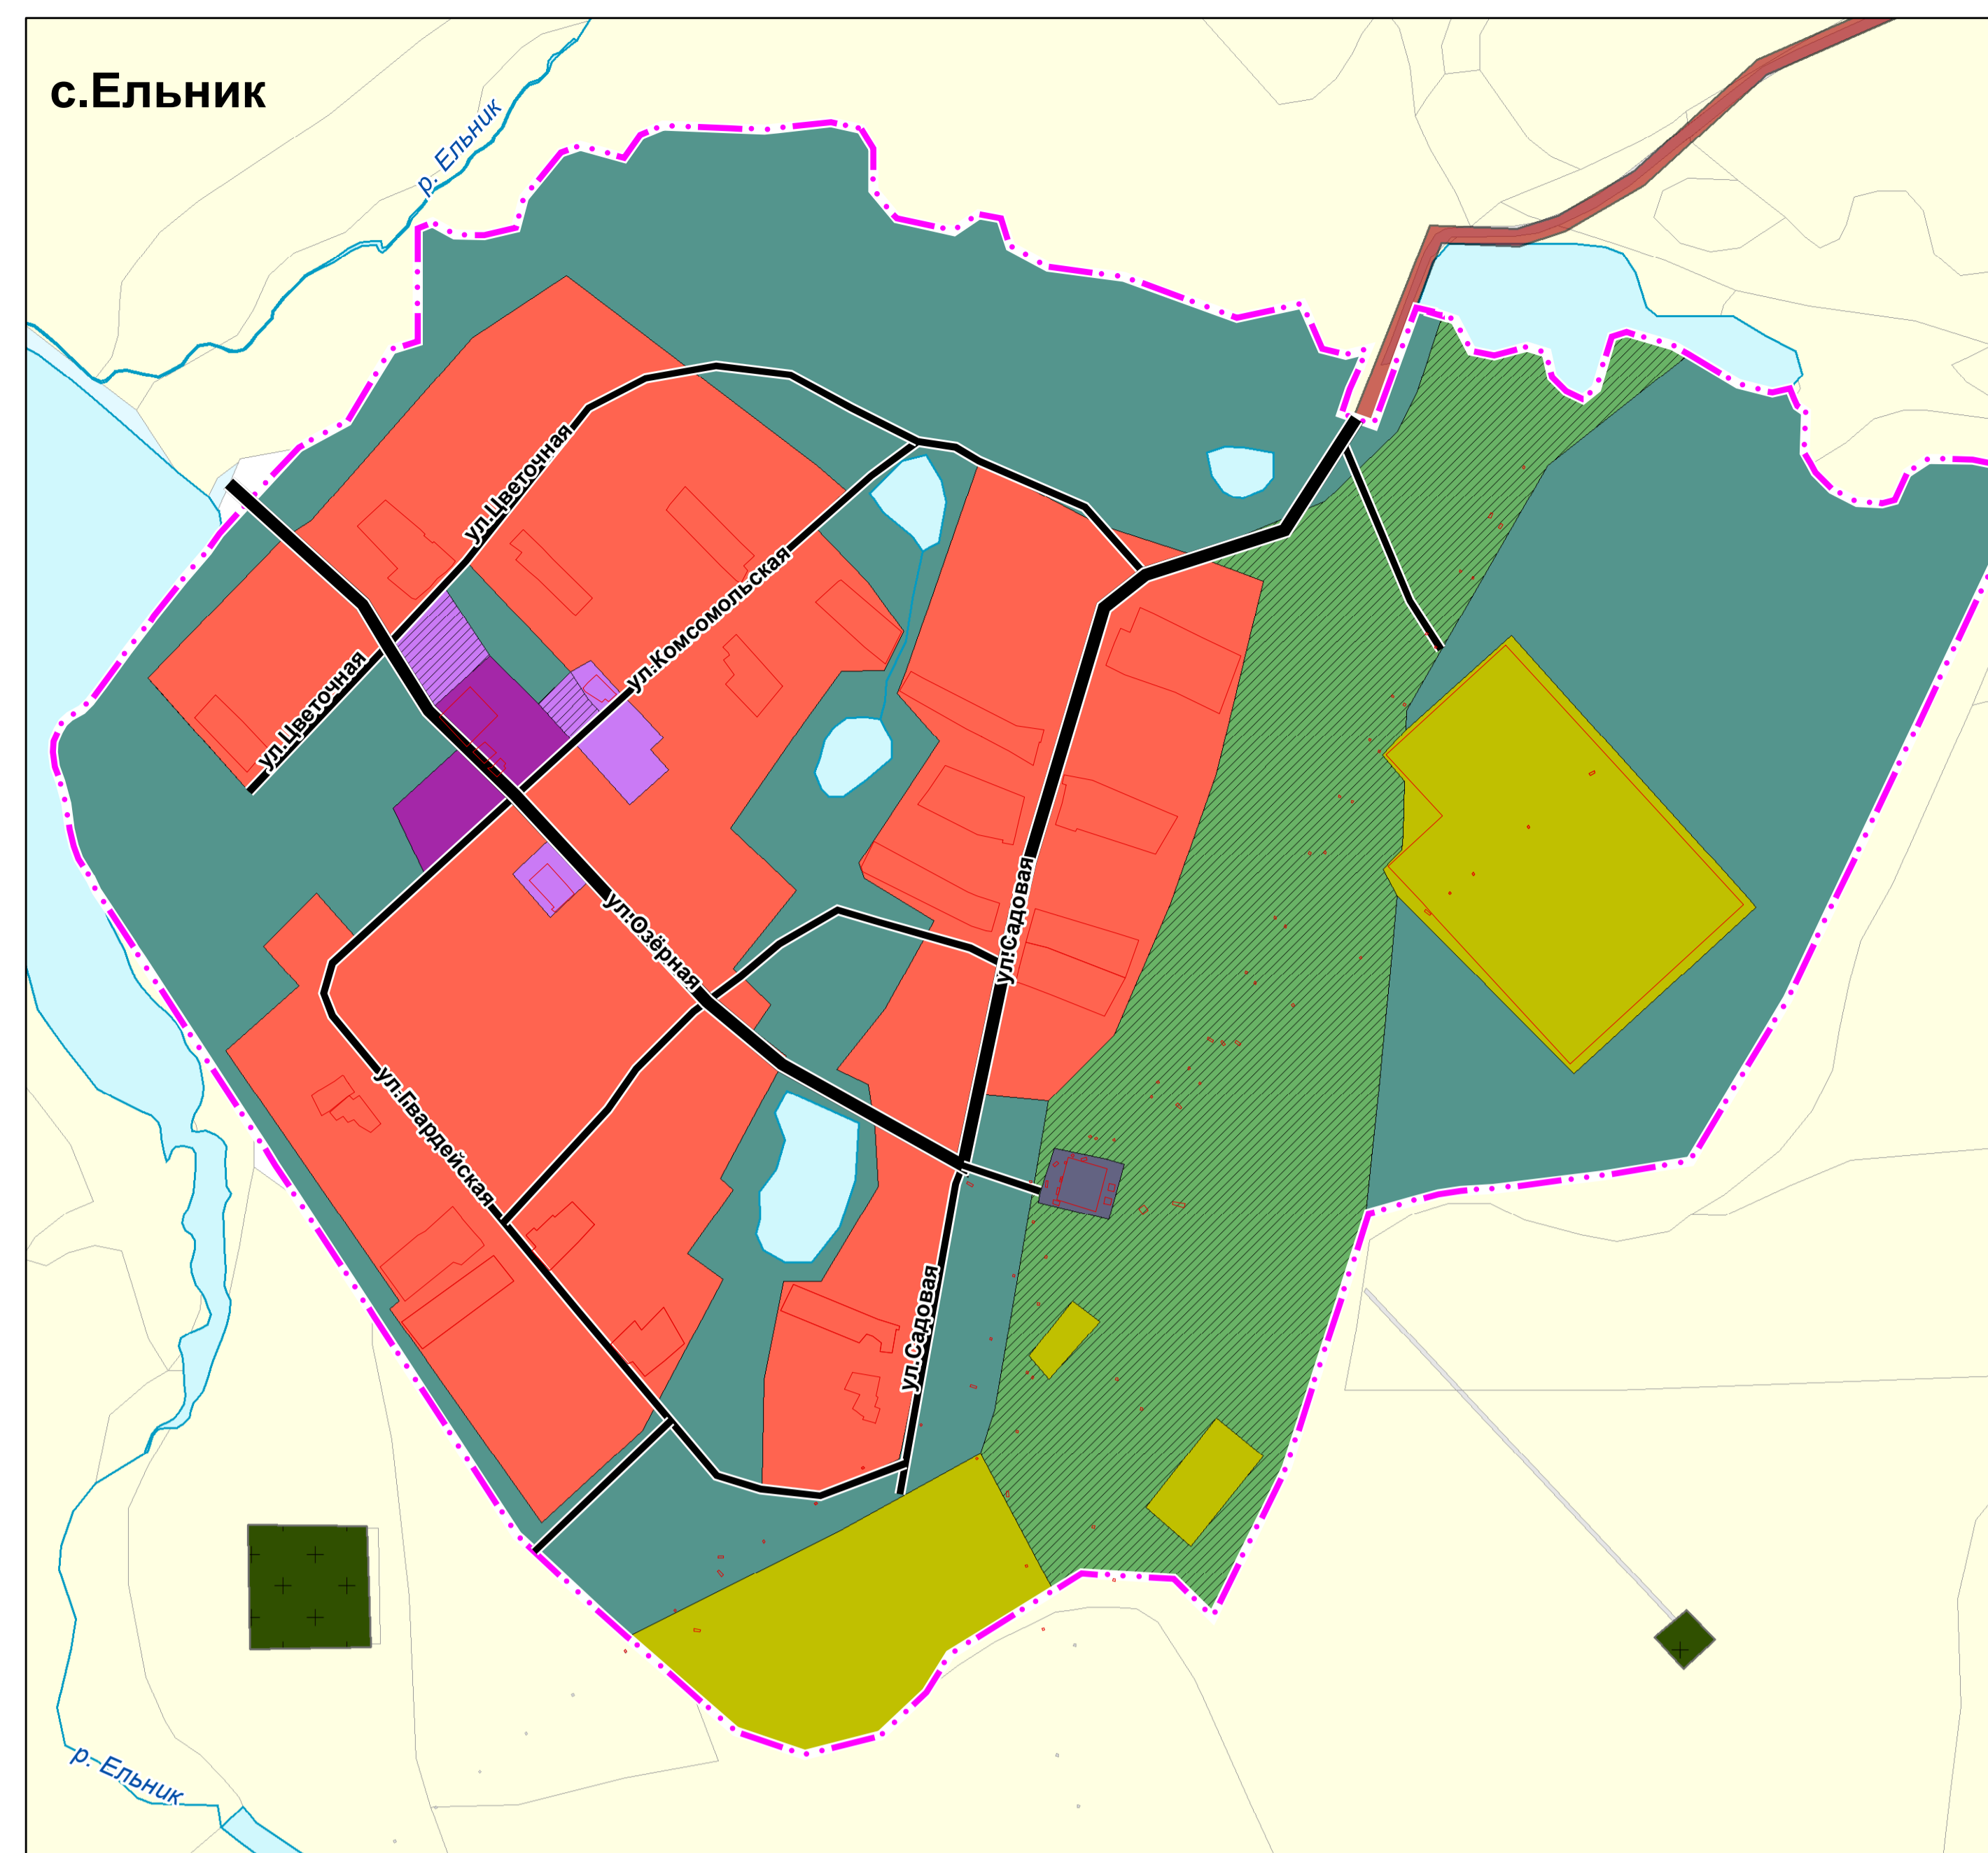 с.Ельник
р. Ельник
ул.Цветочная
ул.Комсомольская
ул.Цветочная
ул.Садовая
ул.Озёрная
ул.Гвардейская
ул.Садовая
р. Ельник